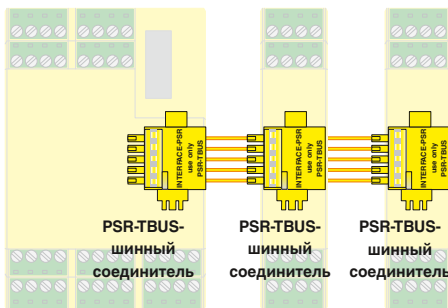 INTERFACE-PSR
use only
PSR-TBUS
INTERFACE-PSR
use only
PSR-TBUS
INTERFACE-PSR
use only
PSR-TBUS
PSR-TBUS-
шинный
соединитель
PSR-TBUS-
шинный
соединитель
PSR-TBUS-
шинный
соединитель